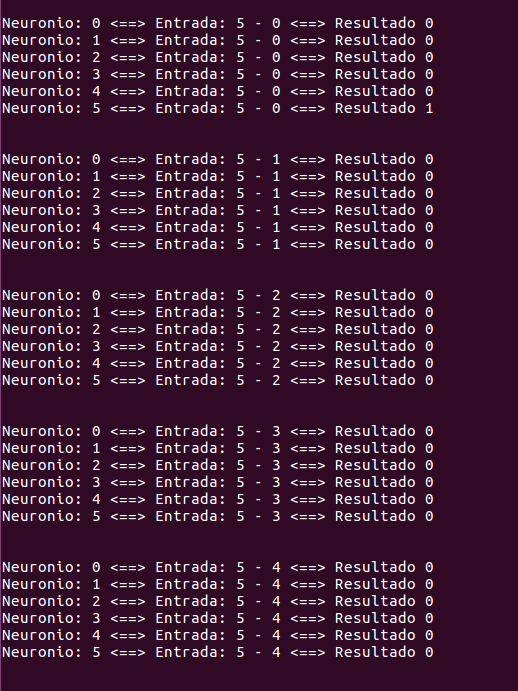 Neuronio: 0 <==> Entrada: 5 - 0 <==> Resultado 0
Neuronio: 1 <==> Entrada: 5 - 0 <==> Resultado 0
Neuronio: 2 <==> Entrada: 5 - 0 <==> Resultado 0
Neuronio: 3 <==> Entrada: 5 - 0 <==> Resultado 0
Neuronio: 4 <==> Entrada: 5 - 0 <==> Resultado 0
Neuronio: 5 <==> Entrada: 5 - 0 <==> Resultado 1
Neuronio: 0 <==> Entrada: 5 - 1 <==> Resultado 0
Neuronio: 1 <==> Entrada: 5 - 1 <==> Resultado 0
Neuronio: 2 <==> Entrada: 5 - 1 <==> Resultado 0
Neuronio: 3 <==> Entrada: 5 - 1 <==> Resultado 0
Neuronio: 4 <==> Entrada: 5 - 1 <==> Resultado 0
Neuronio: 5 <==> Entrada: 5 - 1 <==> Resultado 0
Neuronio: 0 <==> Entrada: 5 - 2 <==> Resultado 0
Neuronio: 1 <==> Entrada: 5 - 2 <==> Resultado 0
Neuronio: 2 <==> Entrada: 5 - 2 <==> Resultado 0
Neuronio: 3 <==> Entrada: 5 - 2 <==> Resultado 0
Neuronio: 4 <==> Entrada: 5 - 2 <==> Resultado 0
Neuronio: 5 <==> Entrada: 5 - 2 <==> Resultado 0
Neuronio: 0 <==> Entrada: 5 - 3 <==> Resultado 0
Neuronio: 1 <==> Entrada: 5 - 3 <==> Resultado 0
Neuronio: 2 <==> Entrada: 5 - 3 <==> Resultado 0
Neuronio: 3 <==> Entrada: 5 - 3 <==> Resultado 0
Neuronio: 4 <==> Entrada: 5 - 3 <==> Resultado 0
Neuronio: 5 <==> Entrada: 5 - 3 <==> Resultado 0
Neuronio: 0 <==> Entrada: 5 - 4 <==> Resultado 0
Neuronio: 1 <==> Entrada: 5 - 4 <==> Resultado 0
Neuronio: 2 <==> Entrada: 5 - 4 <==> Resultado 0
Neuronio: 3 <==> Entrada: 5 - 4 <==> Resultado 0
Neuronio: 4 <==> Entrada: 5 - 4 <==> Resultado 0
Neuronio: 5 <==> Entrada: 5 - 4 <==> Resultado 0